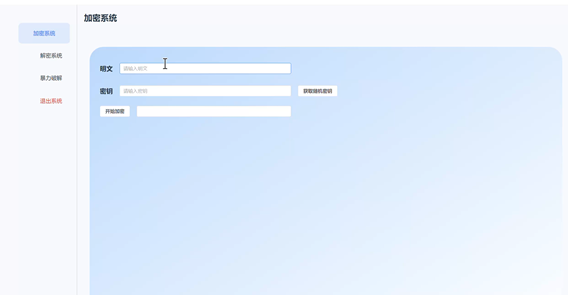 加密系统
加密系统
解密系统
暴力破解
退出系统
明文 请输入明文
密钥 请输入密钥 获取随机密钥
开始加密